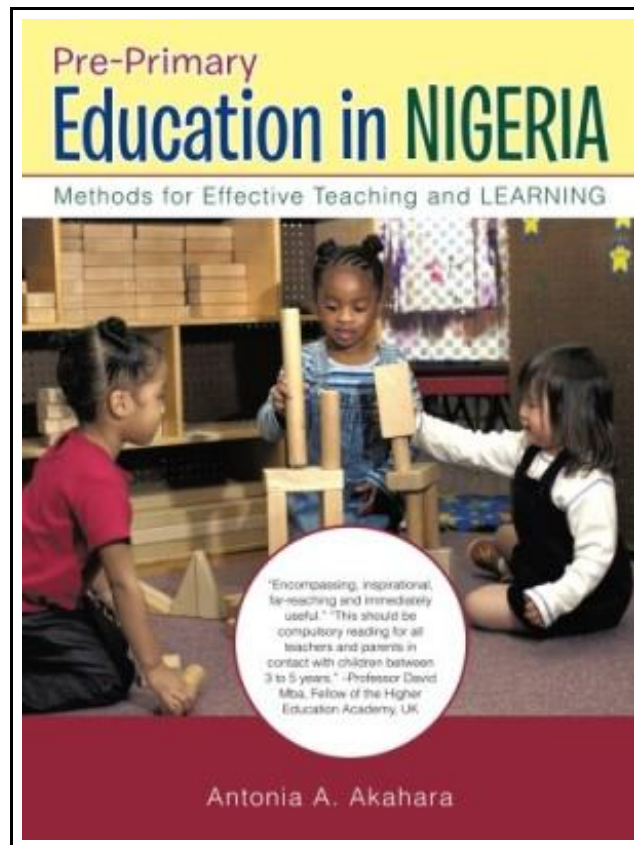 Pre-Primary
Education in NIGERIA
Methods for Effective Teaching and LEARNING
"Encompassing, inspirational,
far-reaching and immediately
useful." "This should be
compulsory reading for all
teachers and parents in
contact with children between
3 to 5 years." -Professor David
Mba, Fellow of the Higher
Education Academy, UK
Antonia A. Akahara